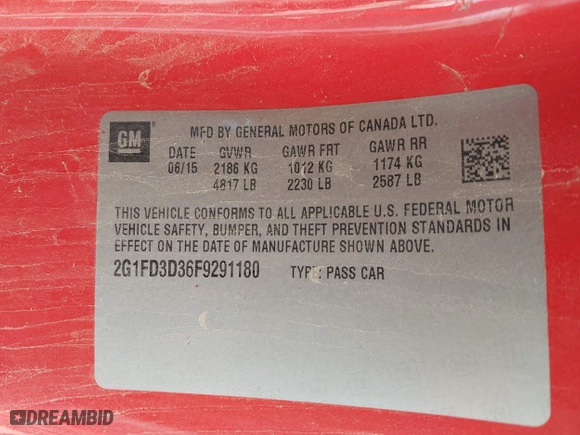 GM
MFD BY GENERAL MOTORS OF CANADA LTD.
DATE GVWR GAWR FRT GAWR RR
06/15 2186 KG 1012 KG 1174 KG
4817 LB 2230 LB 2587 LB
THIS VEHICLE CONFORMS TO ALL APPLICABLE U.S. FEDERAL MOTOR
VEHICLE SAFETY, BUMPER, AND THEFT PREVENTION STANDARDS IN
EFFECT ON THE DATE OF MANUFACTURE SHOWN ABOVE.
2G1FD3D36F9291180 TYPE: PASS CAR
DREAMBID